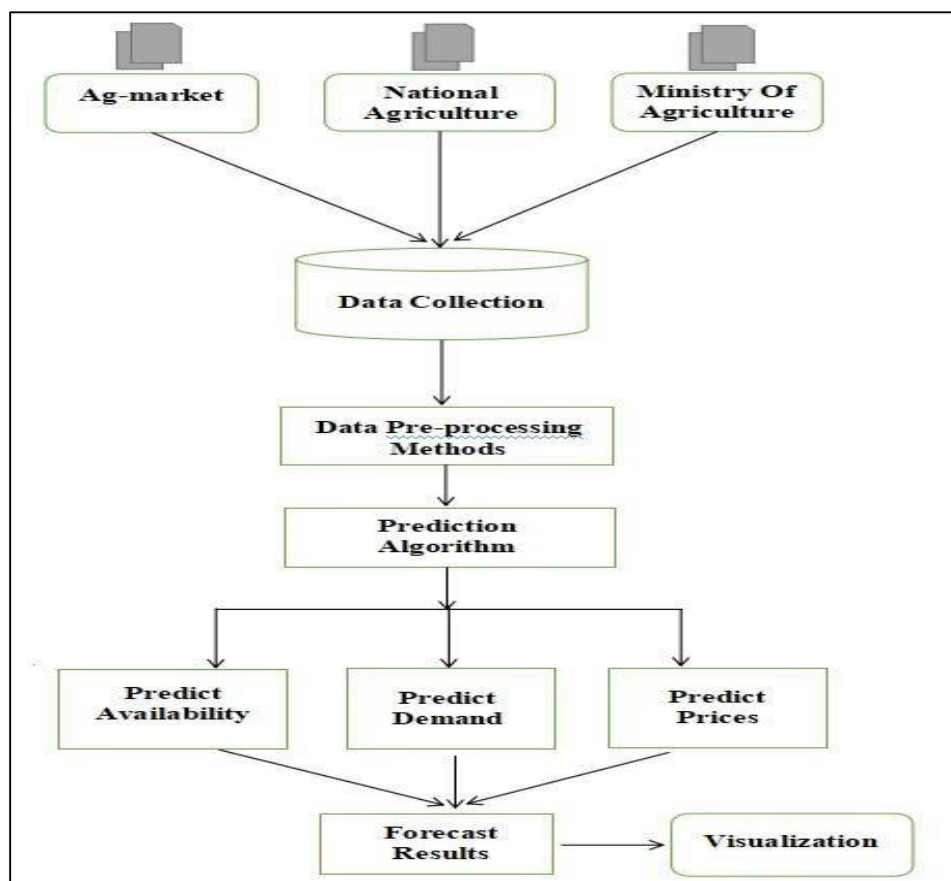 Ag-market
National
Agriculture
Ministry Of
Agriculture
Data Collection
Data Pre-processing
Methods
Prediction
Algorithm
Predict
Availability
Predict
Demand
Predict
Prices
Forecast
Results
Visualization